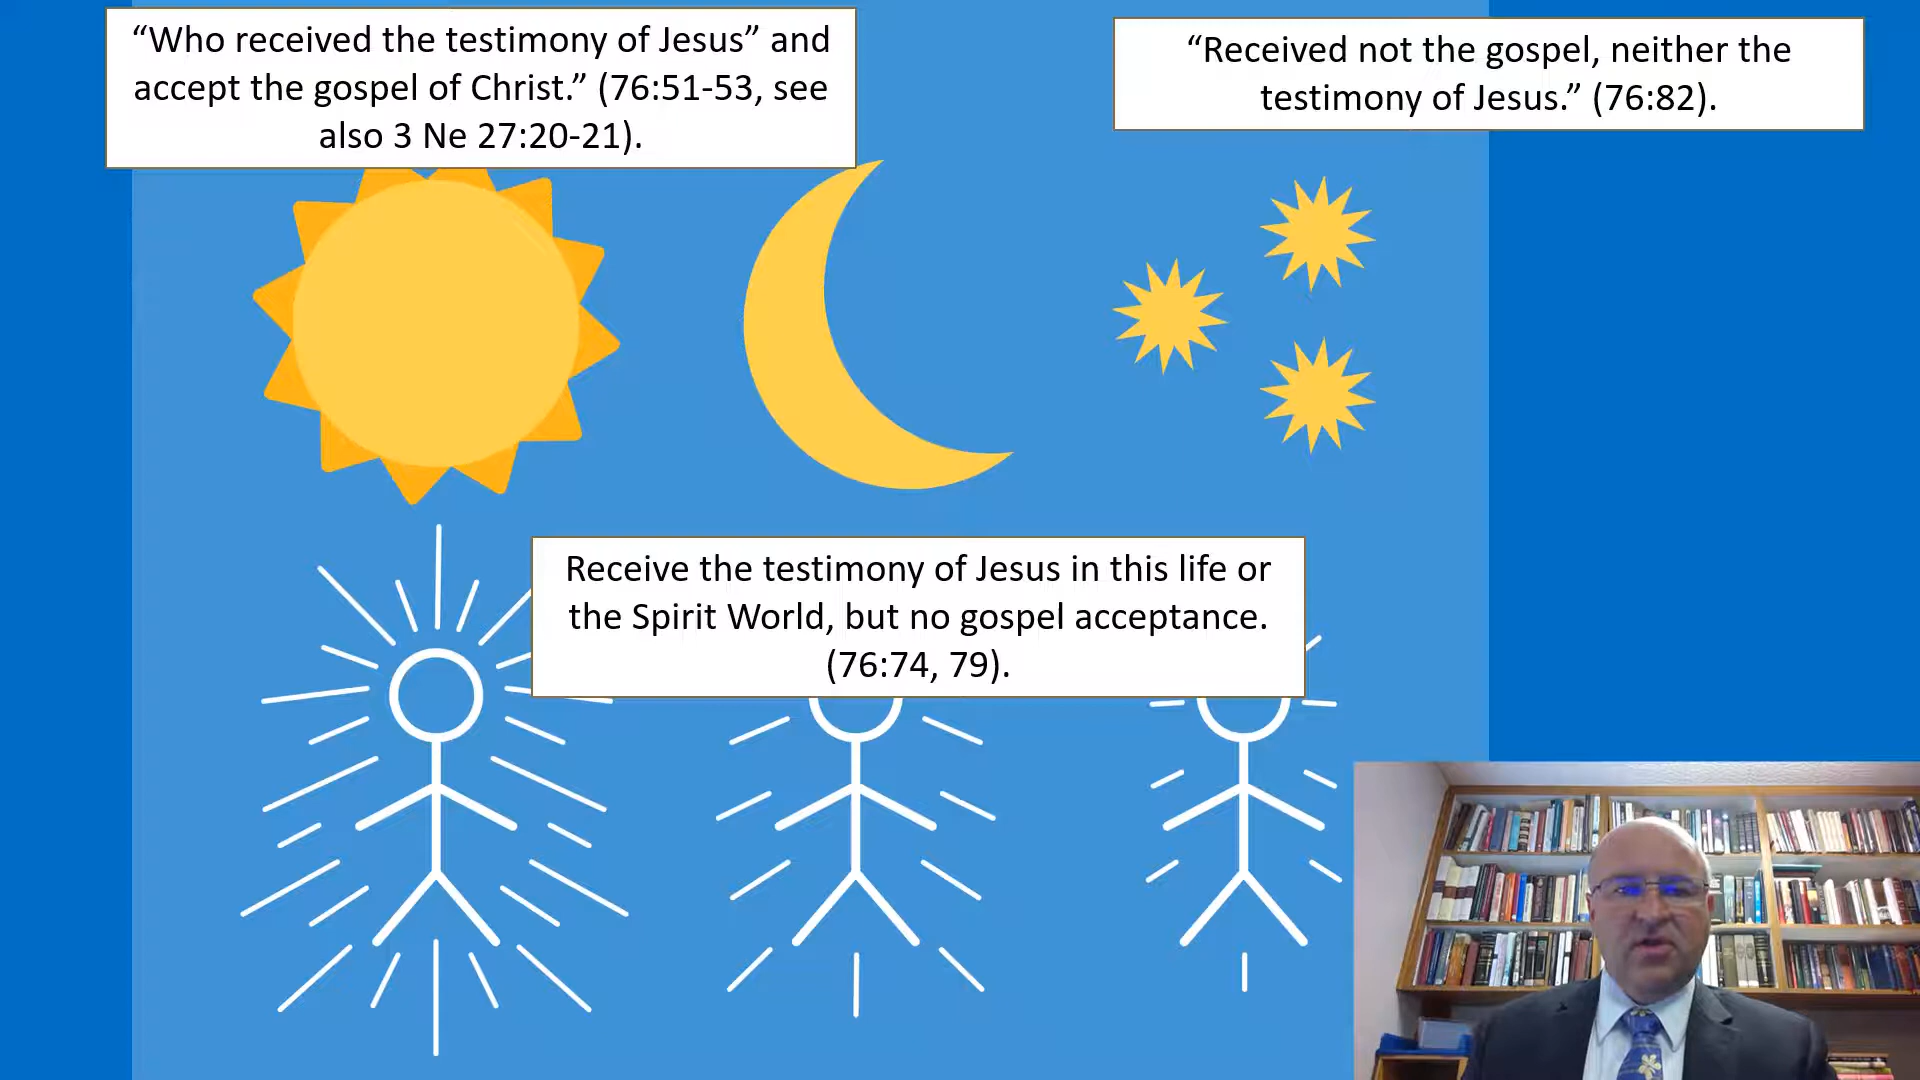 “Who received the testimony of Jesus” and
accept the gospel of Christ.” (76:51-53, see
also 3 Ne 27:20-21).
“Received not the gospel, neither the
testimony of Jesus.” (76:82).
Receive the testimony of Jesus in this life or
the Spirit World, but no gospel acceptance.
(76:74, 79).